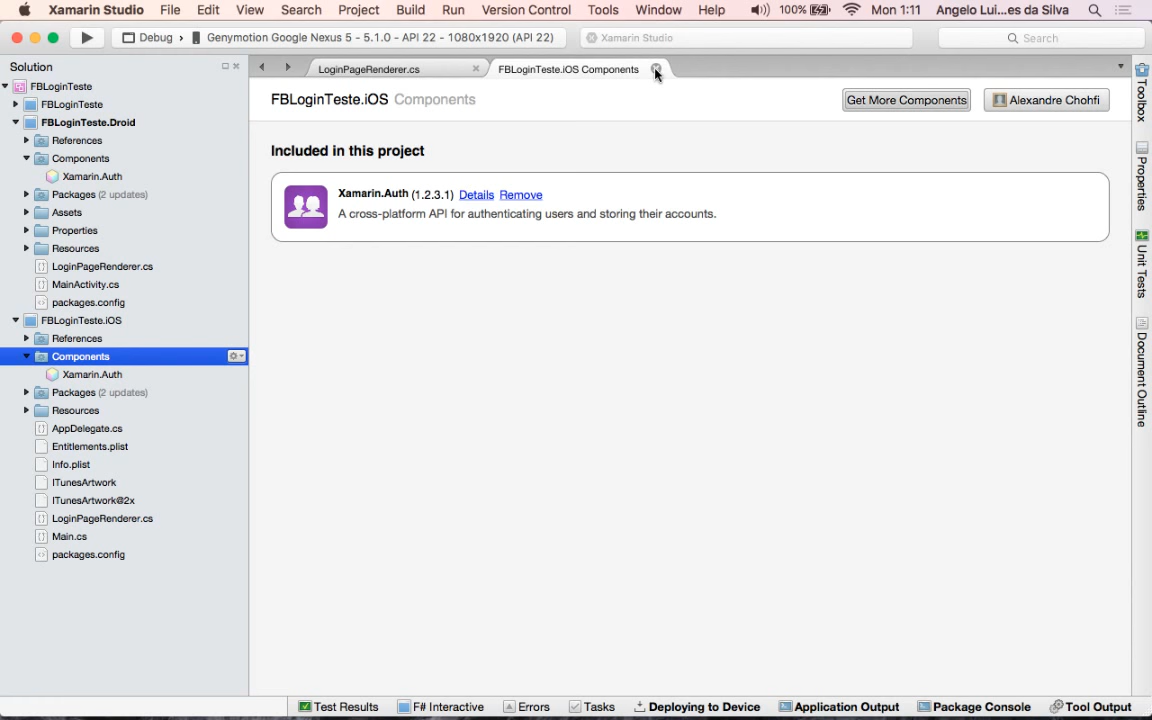 Xamarin Studio File Edit View Search Project Build Run Version Control Tools Window Help 100% Mon 1:11 Angelo Lui...es da Silva
Debug › Genymotion Google Nexus 5 - 5.1.0 - API 22 - 1080x1920 (API 22) Xamarin Studio Search
Solution
LoginPageRenderer.cs FBLoginTeste.iOS Components
FBLoginTeste
FBLoginTeste
FBLoginTeste.Droid
References
Components
Xamarin.Auth
Packages (2 updates)
Assets
Properties
Resources
LoginPageRenderer.cs
MainActivity.cs
packages.config
FBLoginTeste.iOS
References
Components
Xamarin.Auth
Packages (2 updates)
Resources
AppDelegate.cs
Entitlements.plist
Info.plist
ITunesArtwork
ITunesArtwork@2x
LoginPageRenderer.cs
Main.cs
packages.config
FBLoginTeste.iOS Components
Get More Components Alexandre Chohfi
Included in this project
Xamarin.Auth (1.2.3.1) Details Remove
A cross-platform API for authenticating users and storing their accounts.
Toolbox
Properties
Unit Tests
Document Outline
Test Results F# Interactive Errors Tasks Deploying to Device Application Output Package Console Tool Output